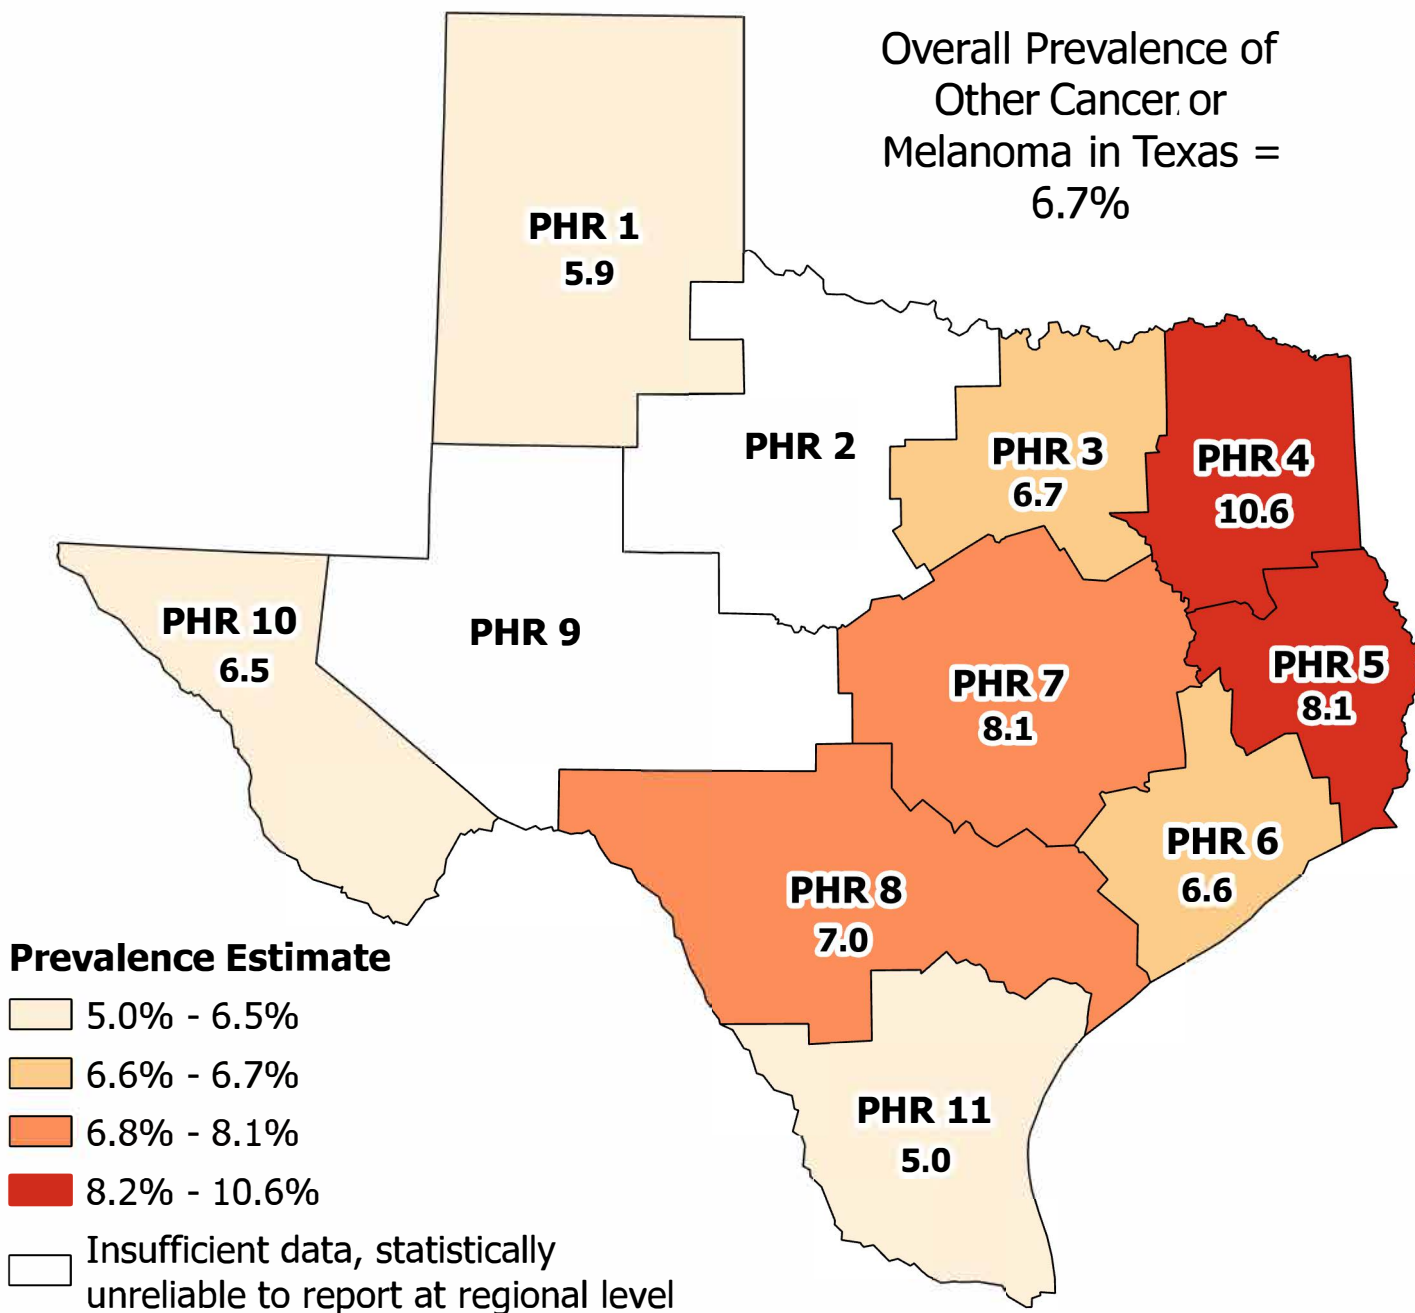 Overall Prevalence of
Other Cancer or
Melanoma in Texas =
6.7%
PHR 1
5.9
PHR 2
PHR 3
6.7
PHR 4
10.6
PHR 10
6.5
PHR 9
PHR 7
8.1
PHR 5
8.1
PHR 6
6.6
PHR 8
7.0
PHR 11
5.0
Prevalence Estimate
5.0% - 6.5%
6.6% - 6.7%
6.8% - 8.1%
8.2% - 10.6%
Insufficient data, statistically
unreliable to report at regional level